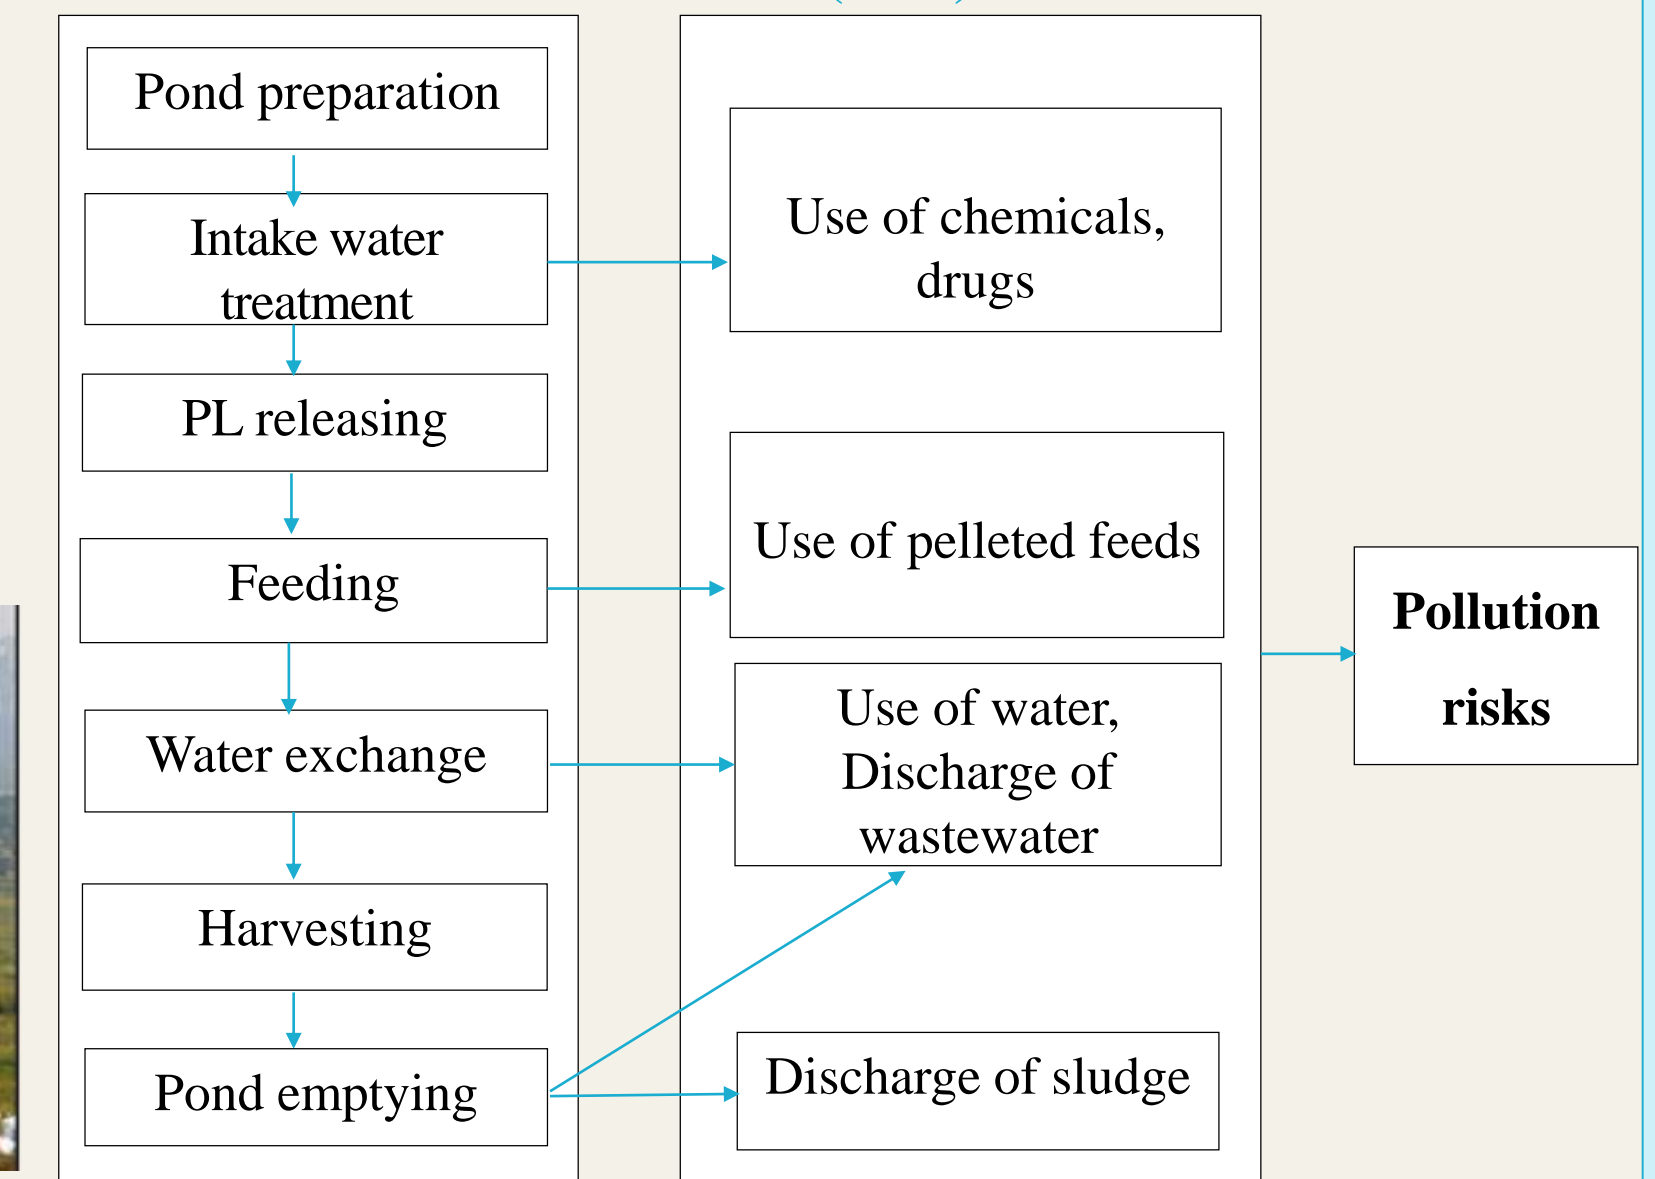 Pond preparation
Intake water
treatment
PL releasing
Feeding
Water exchange
Harvesting
Pond emptying
Use of chemicals,
drugs
Use of pelleted feeds
Use of water,
Discharge of
wastewater
Discharge of sludge
Pollution
risks